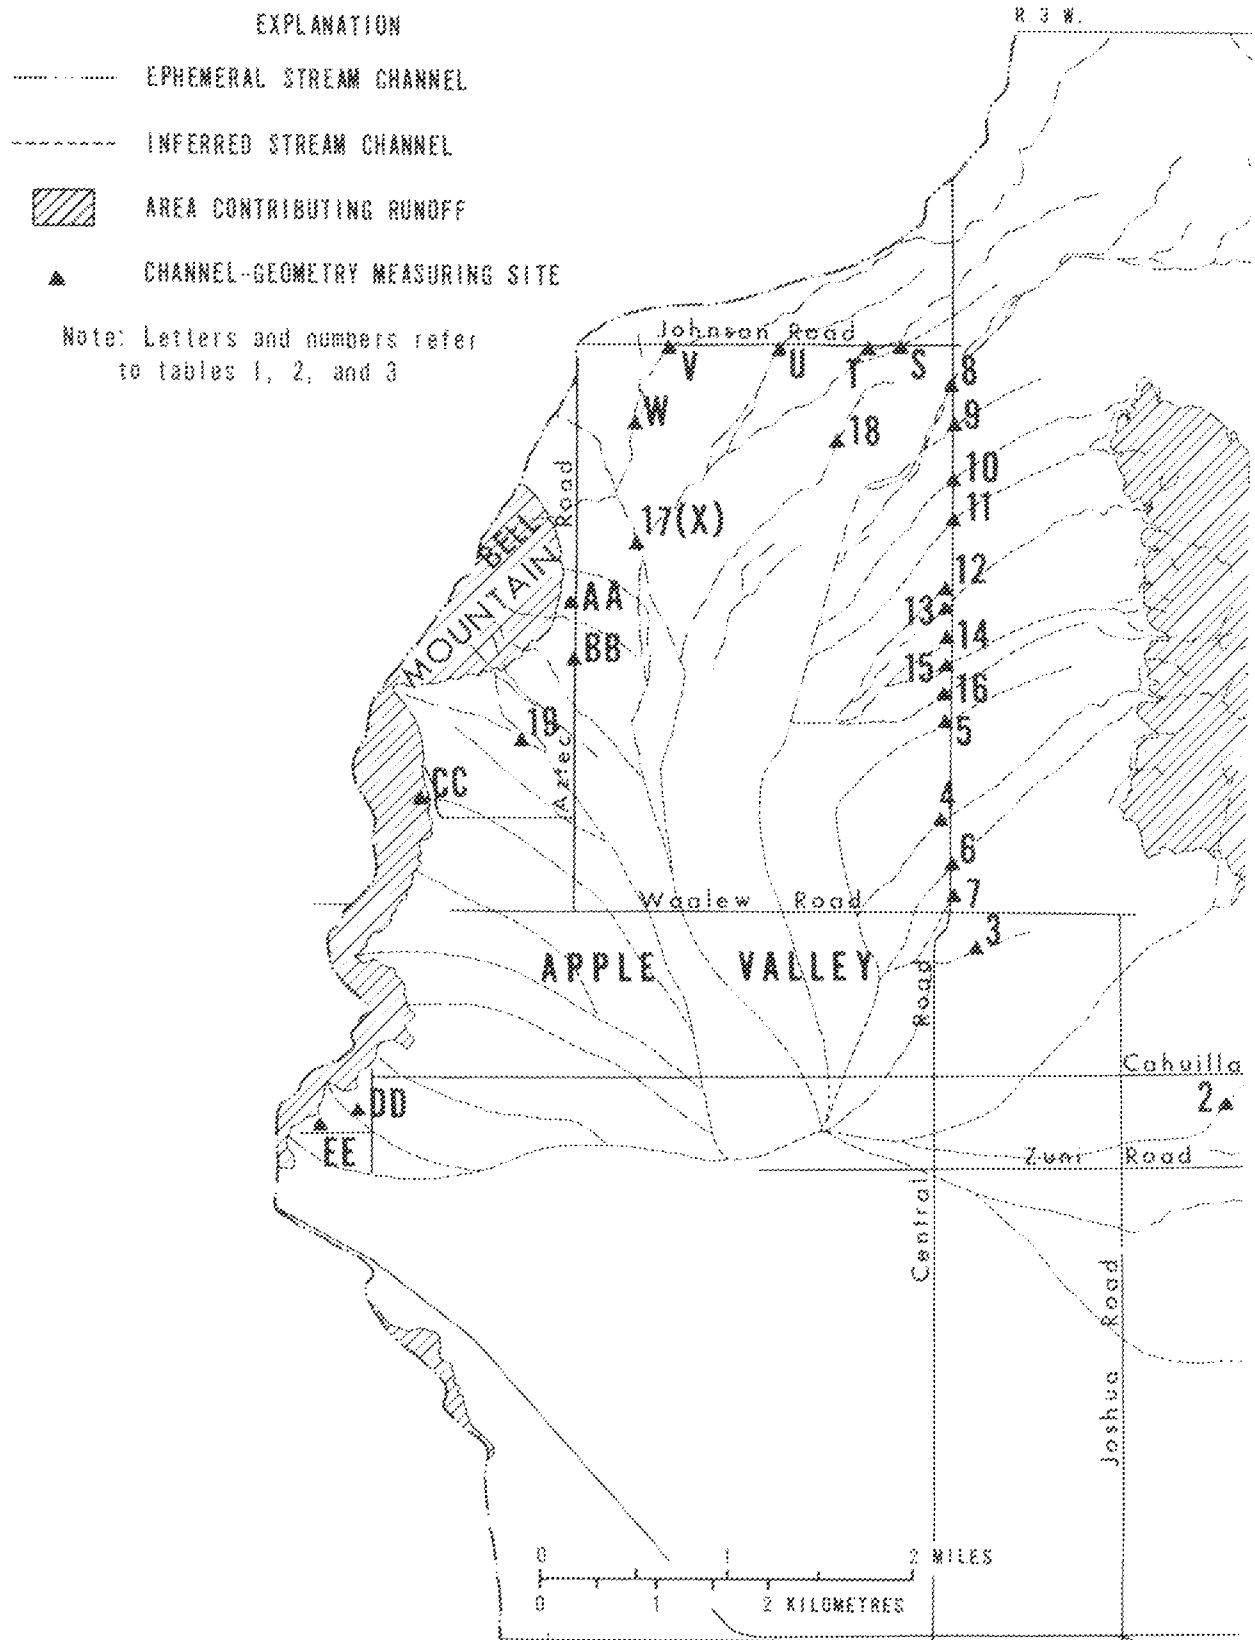 EXPLANATION
R. 3 W.
EPHEMERAL STREAM CHANNEL
INFERRED STREAM CHANNEL
AREA CONTRIBUTING RUNOFF
CHANNEL-GEOMETRY MEASURING SITE
Note: Letters and numbers refer
to tables 1, 2, and 3
Johnson Road
V
U
T
S
8
W
9
18
10
Road
11
17(X)
BELL
MOUNTAIN
12
AA
13
14
BB
15
16
19
5
Aztec
CC
4
6
7
Waalew Road
3
APPLE VALLEY
Road
Cahuilla
DD
2
EE
Zuni Road
Central
Joshua Road
0 1 2 MILES
0 1 2 KILOMETRES